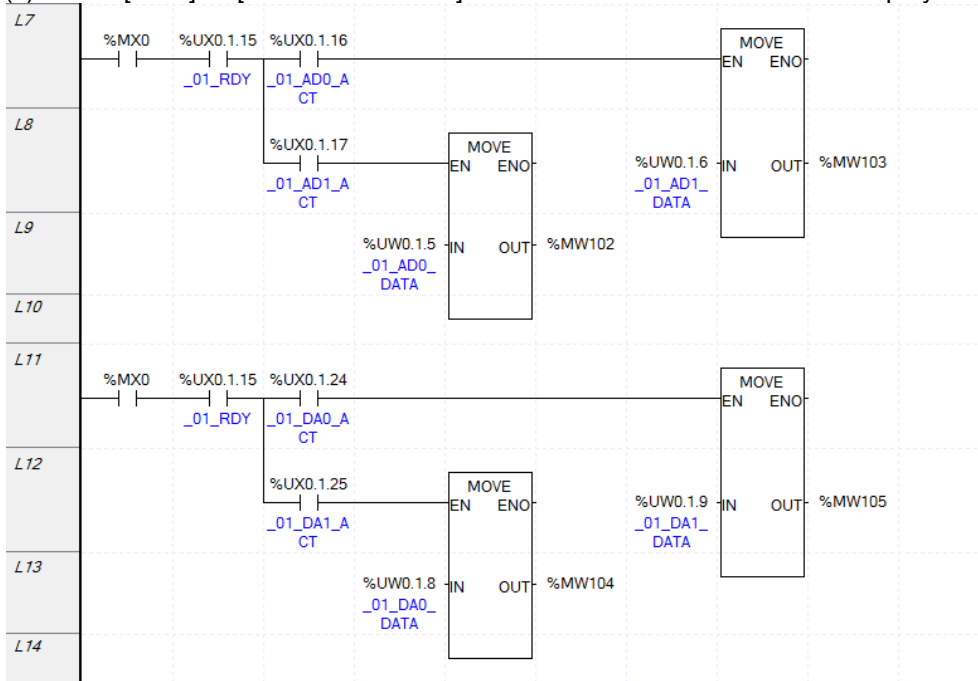 L7
%MX0 %UX0.1.15 %UX0.1.16 MOVE
EN ENO
_01_RDY _01_AD0_A
CT
L8
%UX0.1.17 MOVE
EN ENO
%UW0.1.6 IN OUT %MW103
_01_AD1_A _01_AD1_
CT DATA
L9
%UW0.1.5 IN OUT %MW102
_01_AD0_
DATA
L10
L11
%MX0 %UX0.1.15 %UX0.1.24 MOVE
EN ENO
_01_RDY _01_DA0_A
CT
L12
%UX0.1.25 MOVE
EN ENO
%UW0.1.9 IN OUT %MW105
_01_DA1_A _01_DA1_
CT DATA
L13
%UW0.1.8 IN OUT %MW104
_01_DA0_
DATA
L14